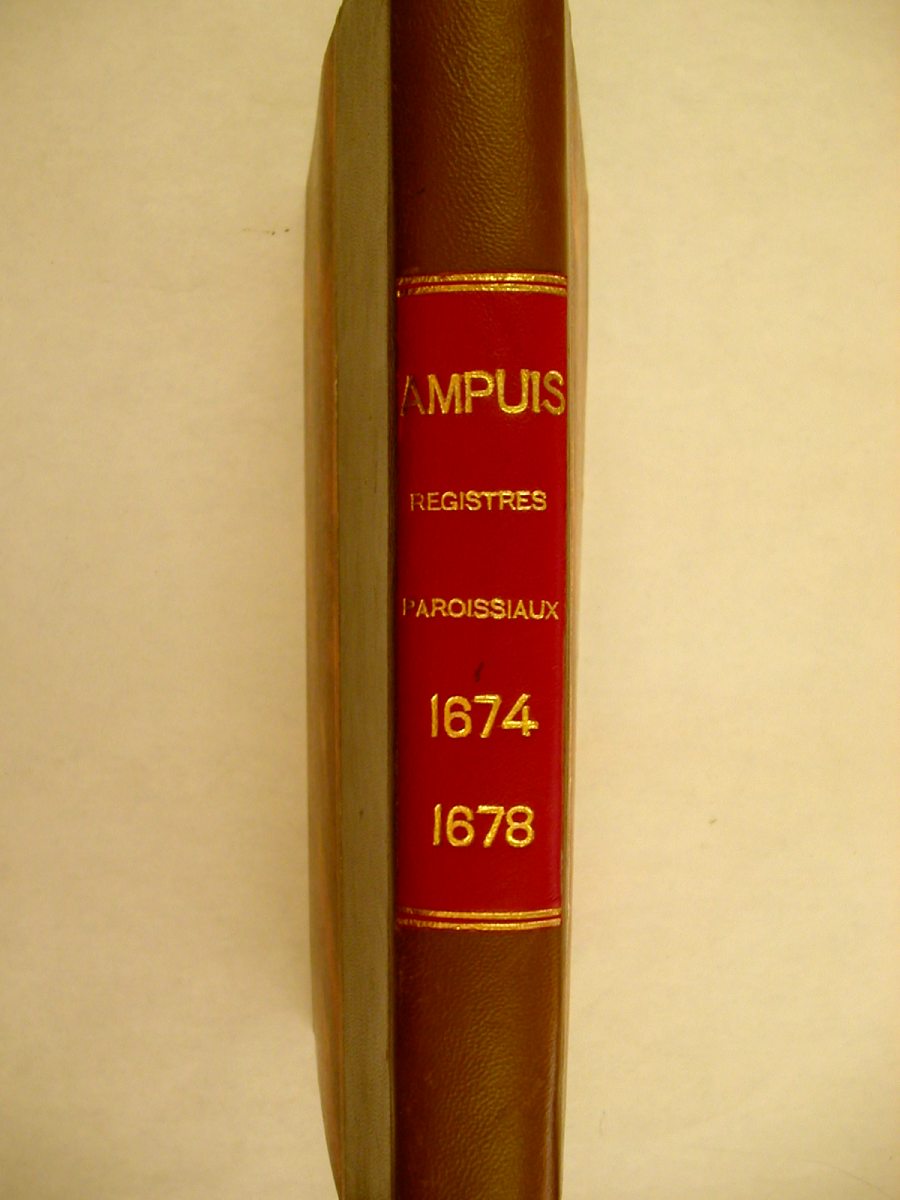 AMPUIS
REGISTRES
PAROISSIAUX
1674
1678